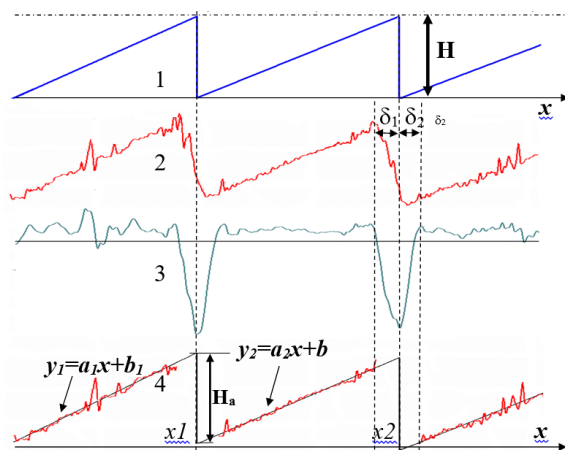 H
1
x
δ₁ δ₂ δ₂
2
3
y₁=a₁x+b₁
4
Hₐ
y₂=a₂x+b
x1
x2
x